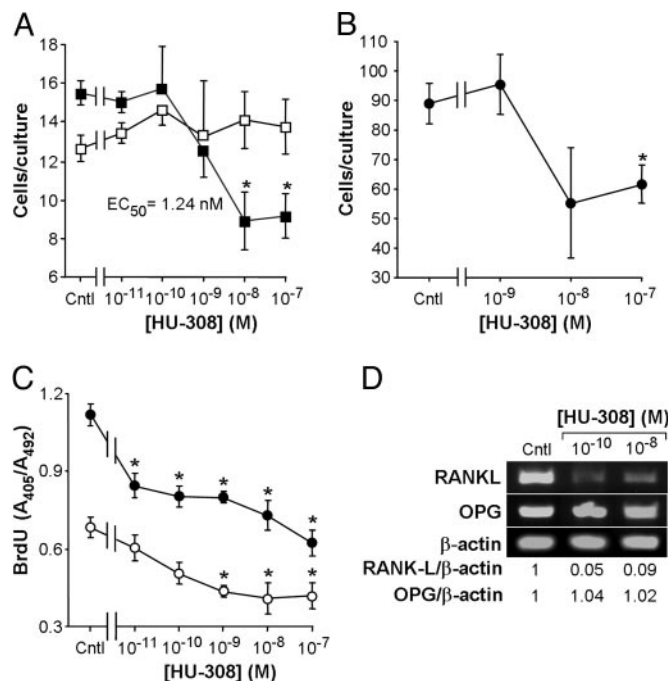 A
Cells/culture
18
16
14
12
10
8
6
EC50= 1.24 nM
* *
Cntl 10-11 10-10 10-9 10-8 10-7
[HU-308] (M)
B
Cells/culture
110
100
90
80
70
60
50
40
30
*
Cntl 10-9 10-8 10-7
[HU-308] (M)
C
BrdU (A405/A492)
1.2
0.9
0.6
0.3
* * * * *
* * *
Cntl 10-11 10-10 10-9 10-8 10-7
[HU-308] (M)
D
[HU-308] (M)
Cntl 10-10 10-8
RANKL
OPG
β-actin
RANK-L/β-actin 1 0.05 0.09
OPG/β-actin 1 1.04 1.02